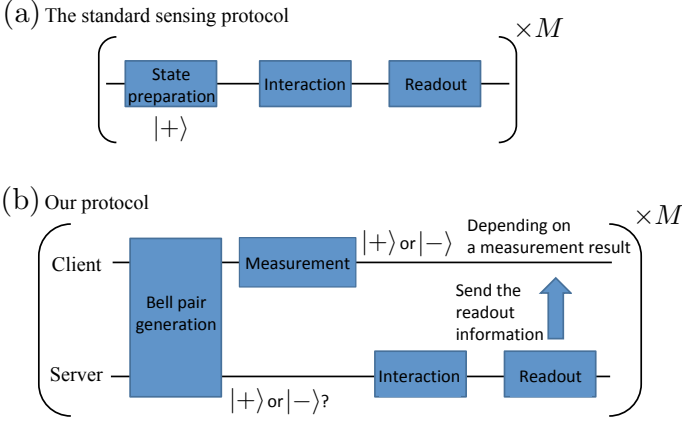 (a) The standard sensing protocol
×M
State
preparation
Interaction
Readout
|+⟩
(b) Our protocol
×M
Client
Bell pair
generation
Measurement
|+⟩ or |−⟩
Depending on
a measurement result
Send the
readout
information
Server
|+⟩ or |−⟩?
Interaction
Readout